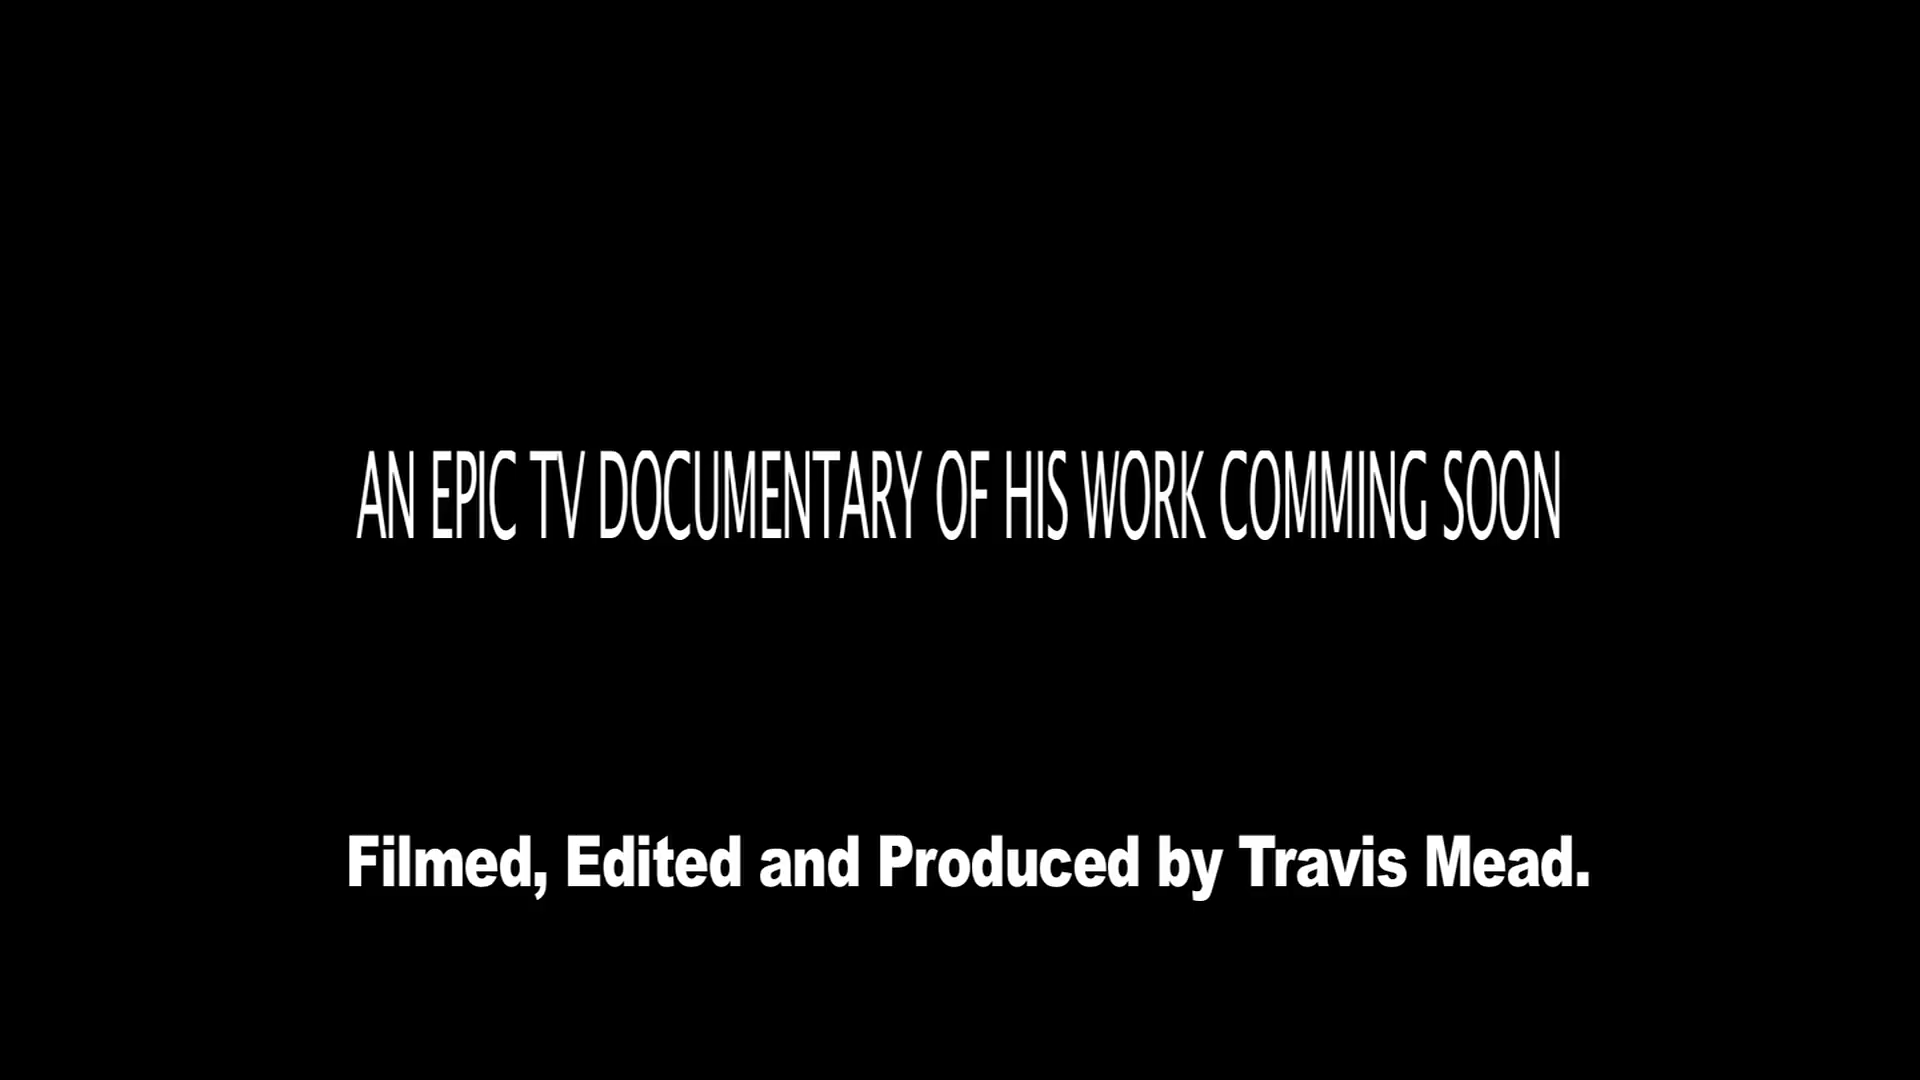 AN EPIC TV DOCUMENTARY OF HIS WORK COMMING SOON
Filmed, Edited and Produced by Travis Mead.